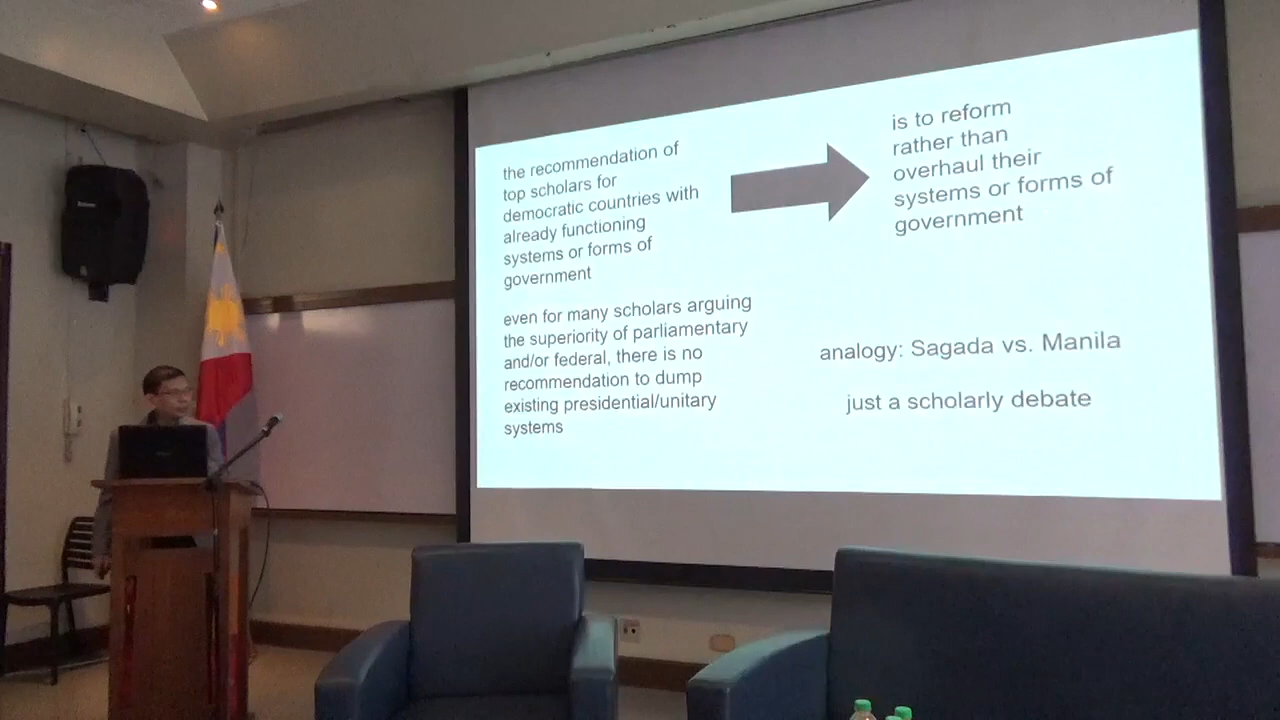 the recommendation of
top scholars for
democratic countries with
already functioning
systems or forms of
government
is to reform
rather than
overhaul their
systems or forms of
government
even for many scholars arguing
the superiority of parliamentary
and/or federal, there is no
recommendation to dump
existing presidential/unitary
systems
analogy: Sagada vs. Manila
just a scholarly debate